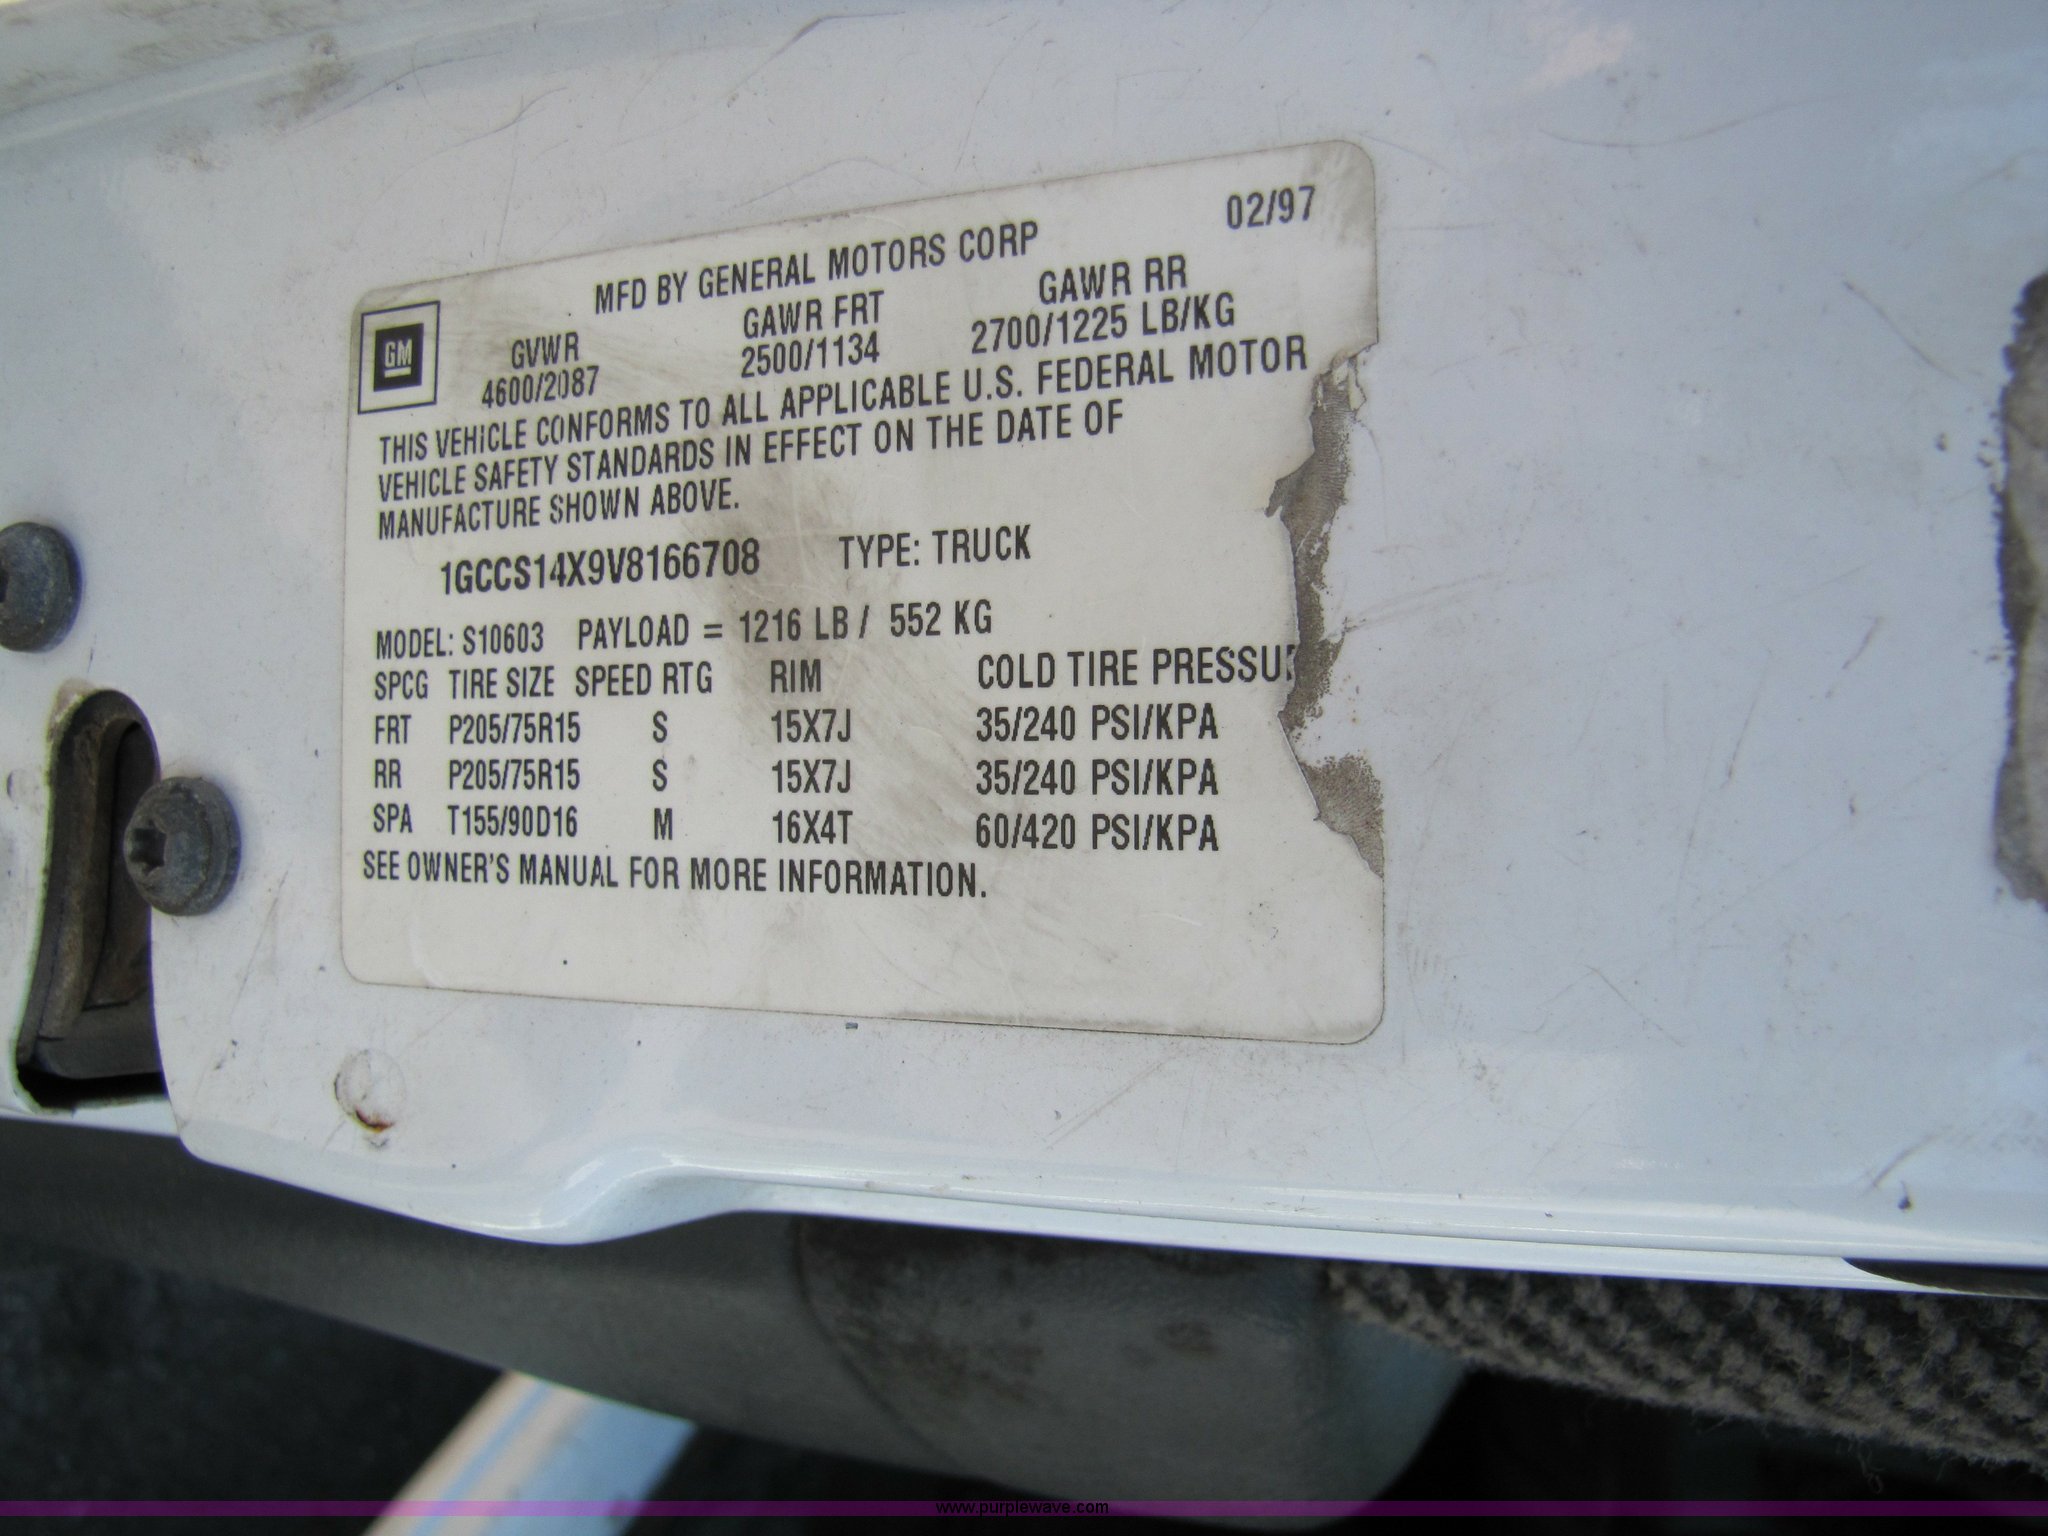 02/97
MFD BY GENERAL MOTORS CORP
GM
GVWR GAWR FRT GAWR RR
4600/2087 2500/1134 2700/1225 LB/KG
THIS VEHICLE CONFORMS TO ALL APPLICABLE U.S. FEDERAL MOTOR
VEHICLE SAFETY STANDARDS IN EFFECT ON THE DATE OF
MANUFACTURE SHOWN ABOVE.
1GCCS14X9V8166708 TYPE: TRUCK
MODEL: S10603 PAYLOAD = 1216 LB / 552 KG
SPCG TIRE SIZE SPEED RTG RIM COLD TIRE PRESSU
FRT P205/75R15 S 15X7J 35/240 PSI/KPA
RR P205/75R15 S 15X7J 35/240 PSI/KPA
SPA T155/90D16 M 16X4T 60/420 PSI/KPA
SEE OWNER'S MANUAL FOR MORE INFORMATION.
www.purplewave.com